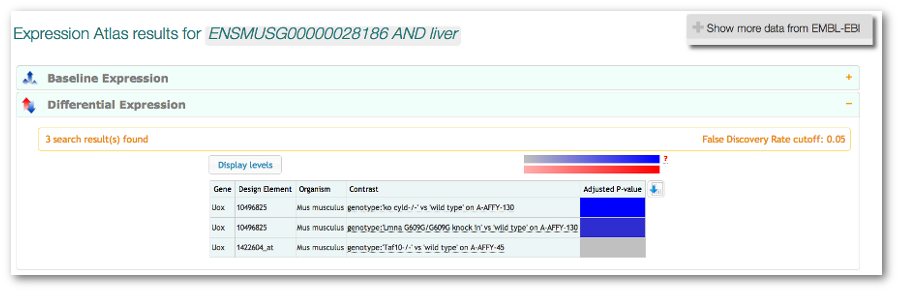 Expression Atlas results for ENSMUSG00000028186 AND liver
+ Show more data from EMBL-EBI
Baseline Expression +
Differential Expression −
3 search result(s) found False Discovery Rate cutoff: 0.05
Display levels ?
Gene Design Element Organism Contrast Adjusted P-value
Uox 10496825 Mus musculus genotype:'ko cyld-/-' vs 'wild type' on A-AFFY-130
Uox 10496825 Mus musculus genotype:'Lmna G609G/G609G knock in' vs 'wild type' on A-AFFY-130
Uox 1422604_at Mus musculus genotype:'Taf10-/-' vs 'wild type' on A-AFFY-45